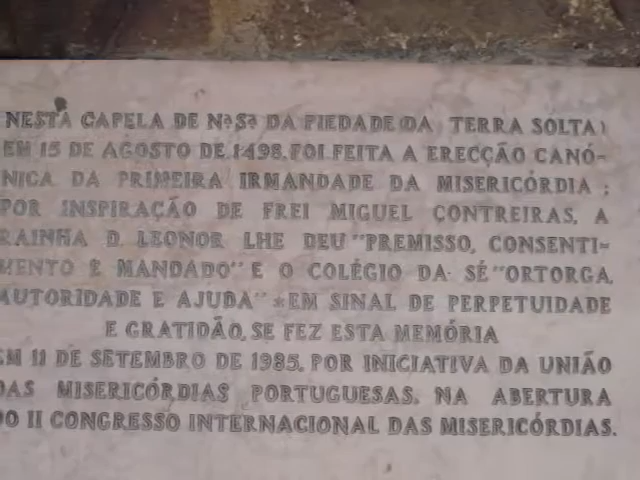 NESTA CAPELA DE Nª Sª DA PIEDADE (DA TERRA SOLTA)
EM 15 DE AGOSTO DE 1498. FOI FEITA A ERECÇÃO CANÓ-
NICA DA PRIMEIRA IRMANDADE DA MISERICÓRDIA ;
POR INSPIRAÇÃO DE FREI MIGUEL CONTREIRAS, A
RAINHA D. LEONOR LHE DEU "PREMISSO, CONSENTI-
MENTO E MANDADO" E O COLÉGIO DA SÉ "ORTORGA,
AUTORIDADE E AJUDA" * EM SINAL DE PERPETUIDADE
E GRATIDÃO, SE FEZ ESTA MEMÓRIA
EM 11 DE SETEMBRO DE 1985, POR INICIATIVA DA UNIÃO
DAS MISERICÓRDIAS PORTUGUESAS, NA ABERTURA
DO II CONGRESSO INTERNACIONAL DAS MISERICÓRDIAS.